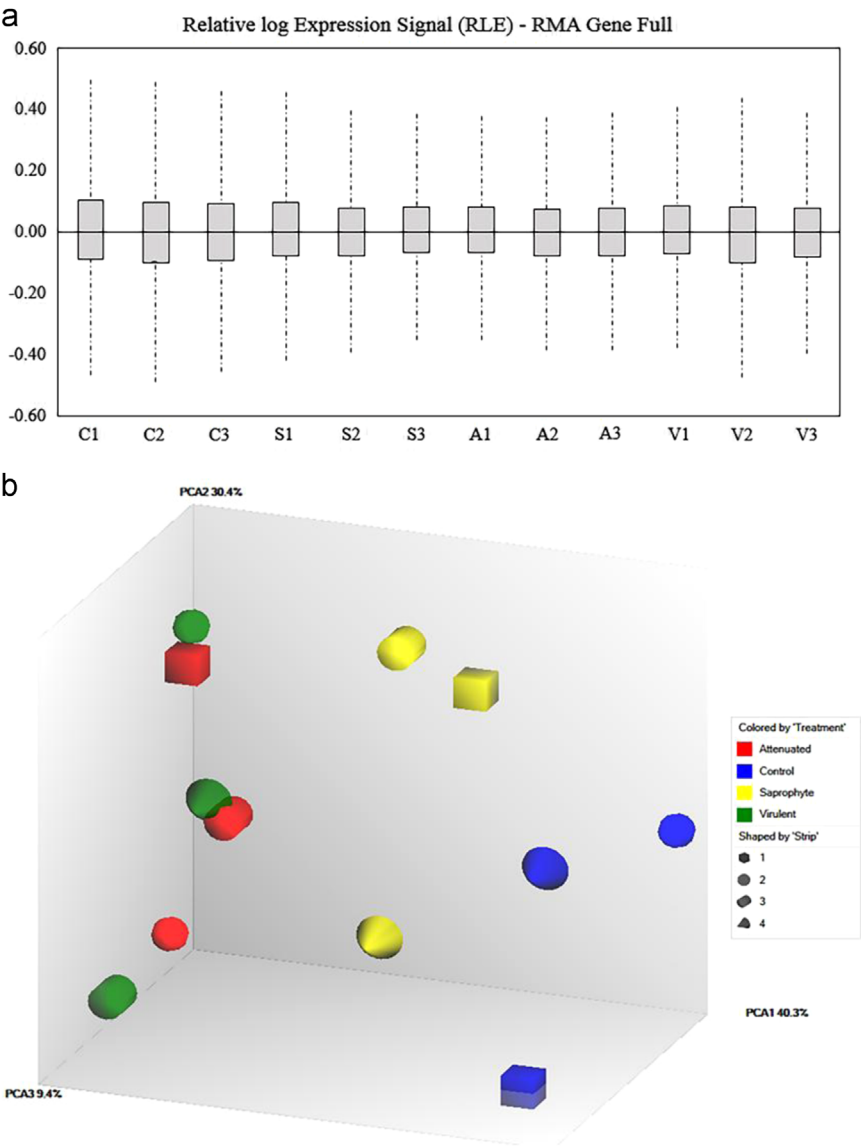 a
Relative log Expression Signal (RLE) - RMA Gene Full
0.60
0.40
0.20
0.00
-0.20
-0.40
-0.60
C1 C2 C3 S1 S2 S3 A1 A2 A3 V1 V2 V3
b
PCA2 30.4%
Colored by 'Treatment'
Attenuated
Control
Saprophyte
Virulent
Shaped by 'Strip'
1
2
3
4
PCA1 40.3%
PCA3 9.4%